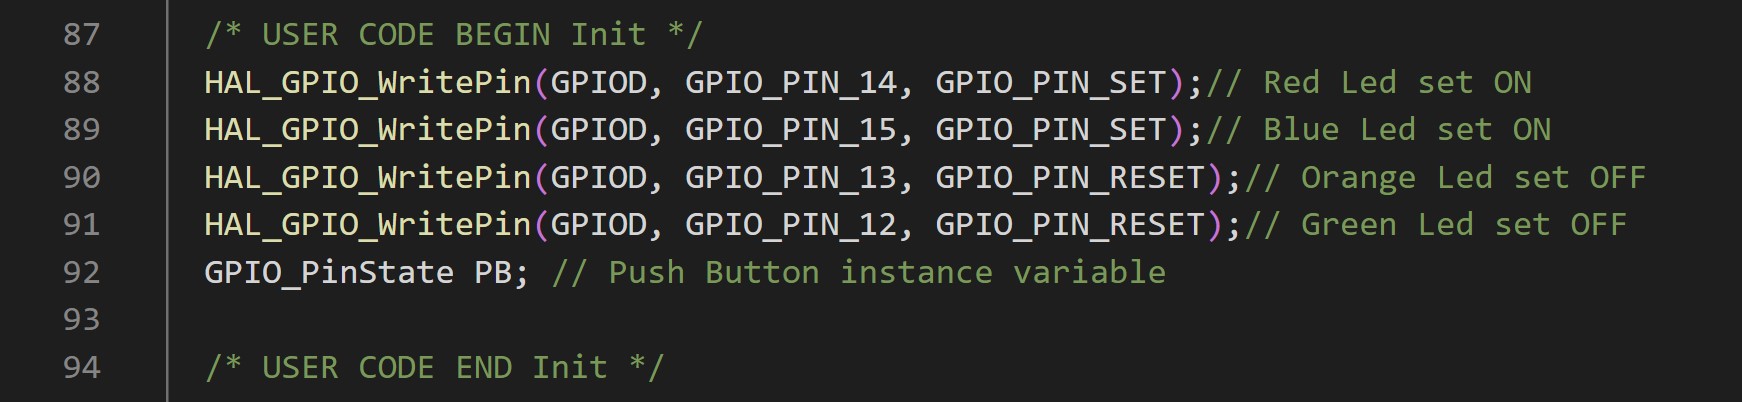 87 /* USER CODE BEGIN Init */
88 HAL_GPIO_WritePin(GPIOD, GPIO_PIN_14, GPIO_PIN_SET);// Red Led set ON
89 HAL_GPIO_WritePin(GPIOD, GPIO_PIN_15, GPIO_PIN_SET);// Blue Led set ON
90 HAL_GPIO_WritePin(GPIOD, GPIO_PIN_13, GPIO_PIN_RESET);// Orange Led set OFF
91 HAL_GPIO_WritePin(GPIOD, GPIO_PIN_12, GPIO_PIN_RESET);// Green Led set OFF
92 GPIO_PinState PB; // Push Button instance variable
93
94 /* USER CODE END Init */